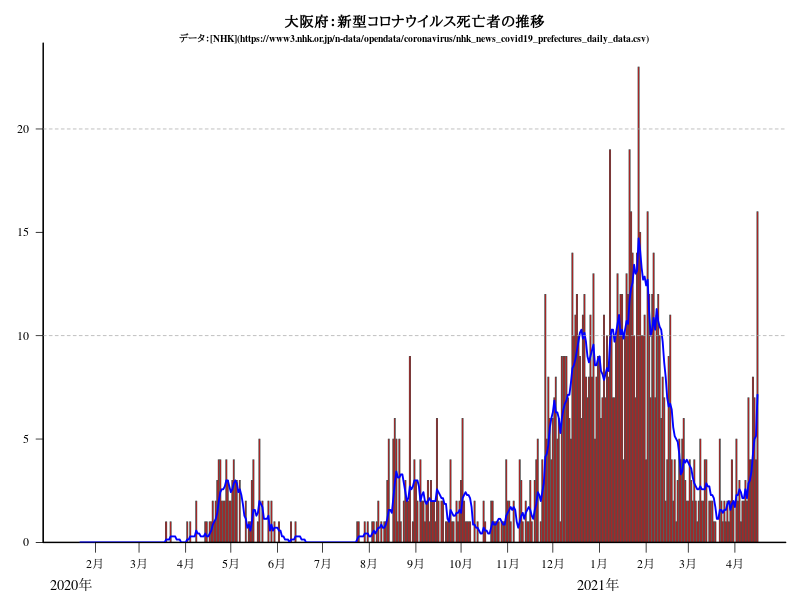 大阪府：新型コロナウイルス死亡者の推移
データ：[NHK](https://www3.nhk.or.jp/n-data/opendata/coronavirus/nhk_news_covid19_prefectures_daily_data.csv)
20
15
10
5
0
2月 3月 4月 5月 6月 7月 8月 9月 10月 11月 12月 1月 2月 3月 4月
2020年 2021年